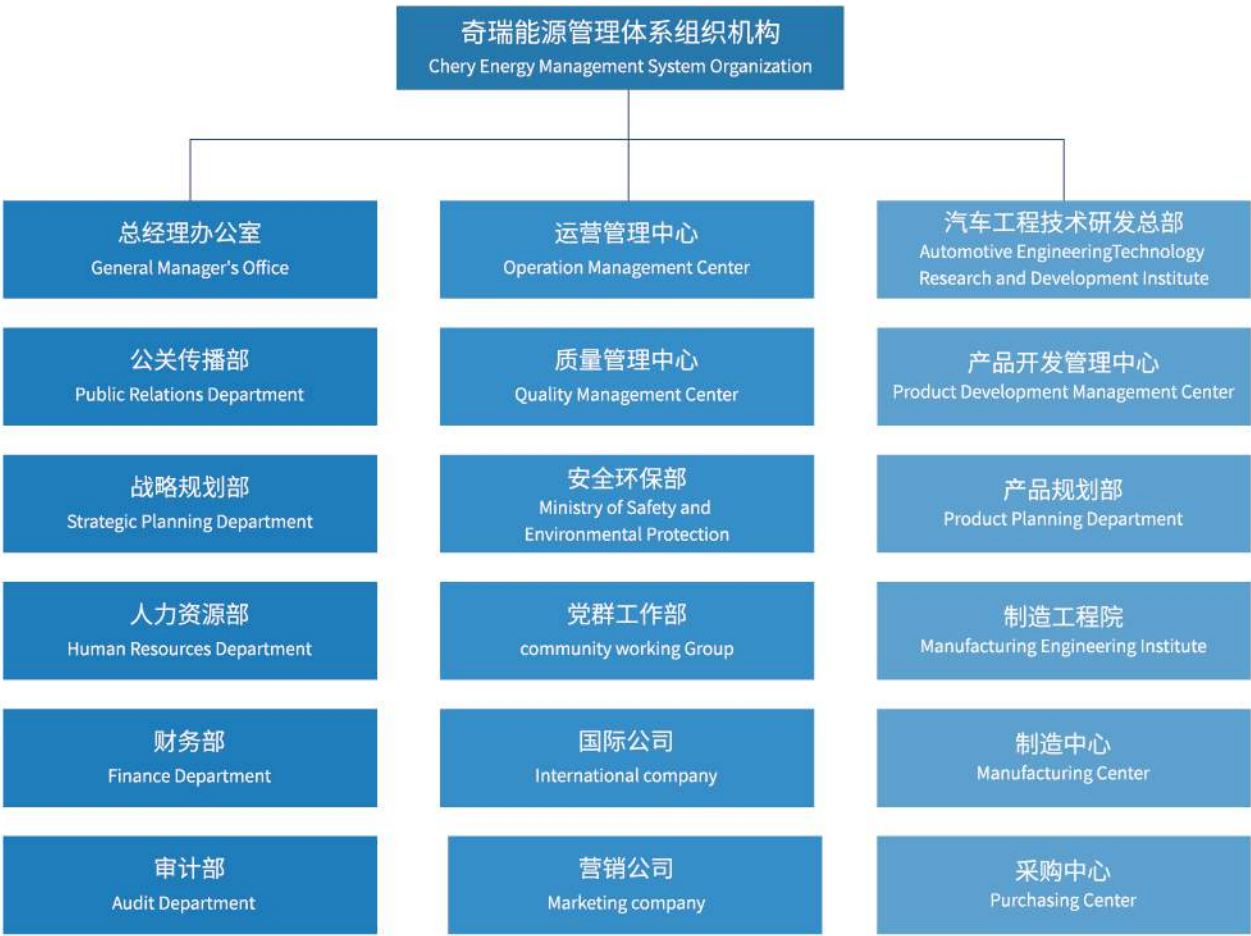 奇瑞能源管理体系组织机构
Chery Energy Management System Organization
总经理办公室
General Manager's Office
运营管理中心
Operation Management Center
汽车工程技术研发总部
Automotive EngineeringTechnology
Research and Development Institute
公关传播部
Public Relations Department
质量管理中心
Quality Management Center
产品开发管理中心
Product Development Management Center
战略规划部
Strategic Planning Department
安全环保部
Ministry of Safety and
Environmental Protection
产品规划部
Product Planning Department
人力资源部
Human Resources Department
党群工作部
community working Group
制造工程院
Manufacturing Engineering Institute
财务部
Finance Department
国际公司
International company
制造中心
Manufacturing Center
审计部
Audit Department
营销公司
Marketing company
采购中心
Purchasing Center